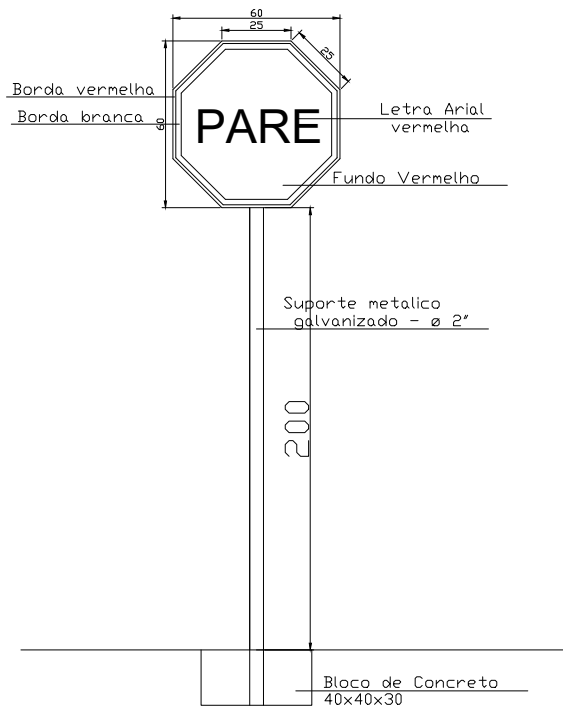 60
25
25
Borda vermelha
Borda branca
60
PARE
Letra Arial
vermelha
Fundo Vermelho
Suporte metalico
galvanizado - ø 2"
200
Bloco de Concreto
40x40x30